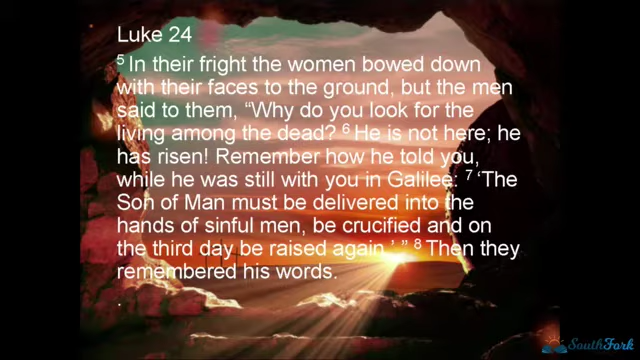 Luke 24
⁵ In their fright the women bowed down
with their faces to the ground, but the men
said to them, “Why do you look for the
living among the dead? ⁶ He is not here; he
has risen! Remember how he told you,
while he was still with you in Galilee: ⁷ ‘The
Son of Man must be delivered into the
hands of sinful men, be crucified and on
the third day be raised again.’ ” ⁸ Then they
remembered his words.
.
SouthFork